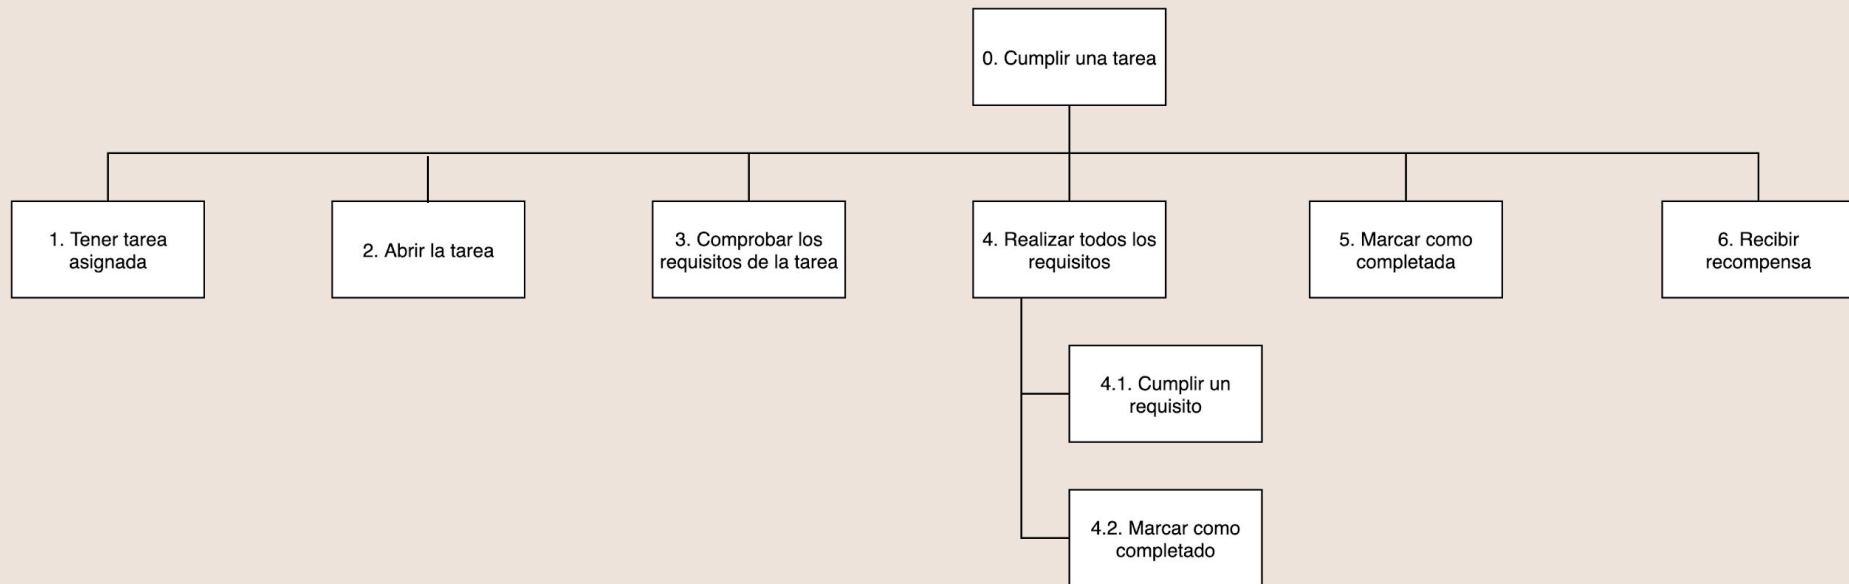 0. Cumplir una tarea
1. Tener tarea
asignada
2. Abrir la tarea
3. Comprobar los
requisitos de la tarea
4. Realizar todos los
requisitos
5. Marcar como
completada
6. Recibir
recompensa
4.1. Cumplir un
requisito
4.2. Marcar como
completado